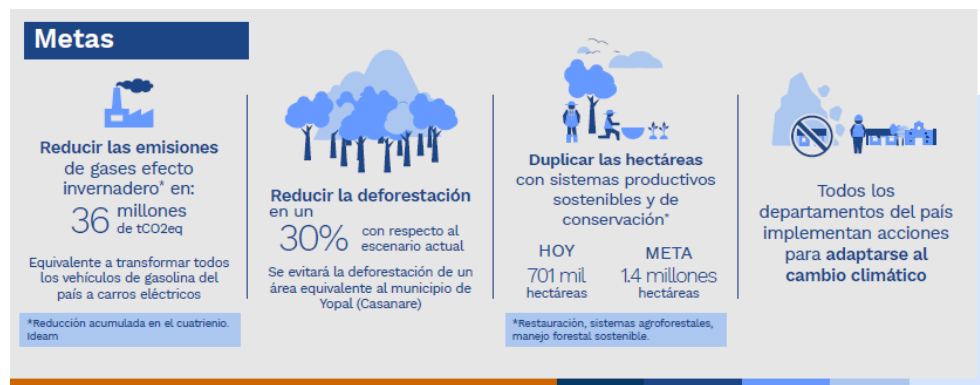 Metas
Reducir las emisiones
de gases efecto
invernadero* en:
36 millones
de tCO2eq
Equivalente a transformar todos
los vehículos de gasolina del
país a carros eléctricos
*Reducción acumulada en el cuatrienio.
Ideam
Reducir la deforestación
en un
30% con respecto al
escenario actual
Se evitará la deforestación de un
área equivalente al municipio de
Yopal (Casanare)
Duplicar las hectáreas
con sistemas productivos
sostenibles y de
conservación*
HOY
701 mil
hectáreas
META
1.4 millones
hectáreas
*Restauración, sistemas agroforestales,
manejo forestal sostenible.
Todos los
departamentos del país
implementan acciones
para adaptarse al
cambio climático